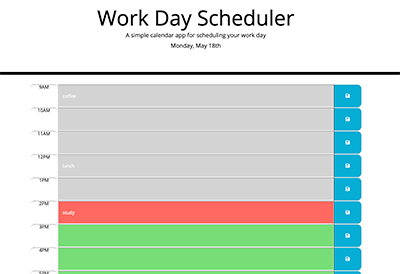 Work Day Scheduler
A simple calendar app for scheduling your work day
Monday, May 18th
9AM
coffee
10AM
11AM
12PM
lunch
1PM
2PM
study
3PM
4PM
5PM